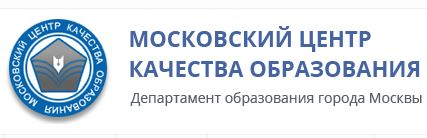 МОСКОВСКИЙ ЦЕНТР КАЧЕСТВА ОБРАЗОВАНИЯ
МОСКОВСКИЙ ЦЕНТР
КАЧЕСТВА ОБРАЗОВАНИЯ
Департамент образования города Москвы